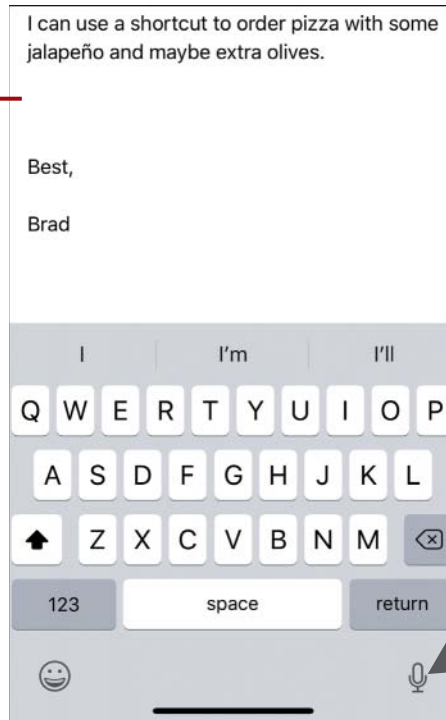 I can use a shortcut to order pizza with some
jalapeño and maybe extra olives.
Best,
Brad
I I'm I'll
Q W E R T Y U I O P
A S D F G H J K L
Z X C V B N M
123 space return